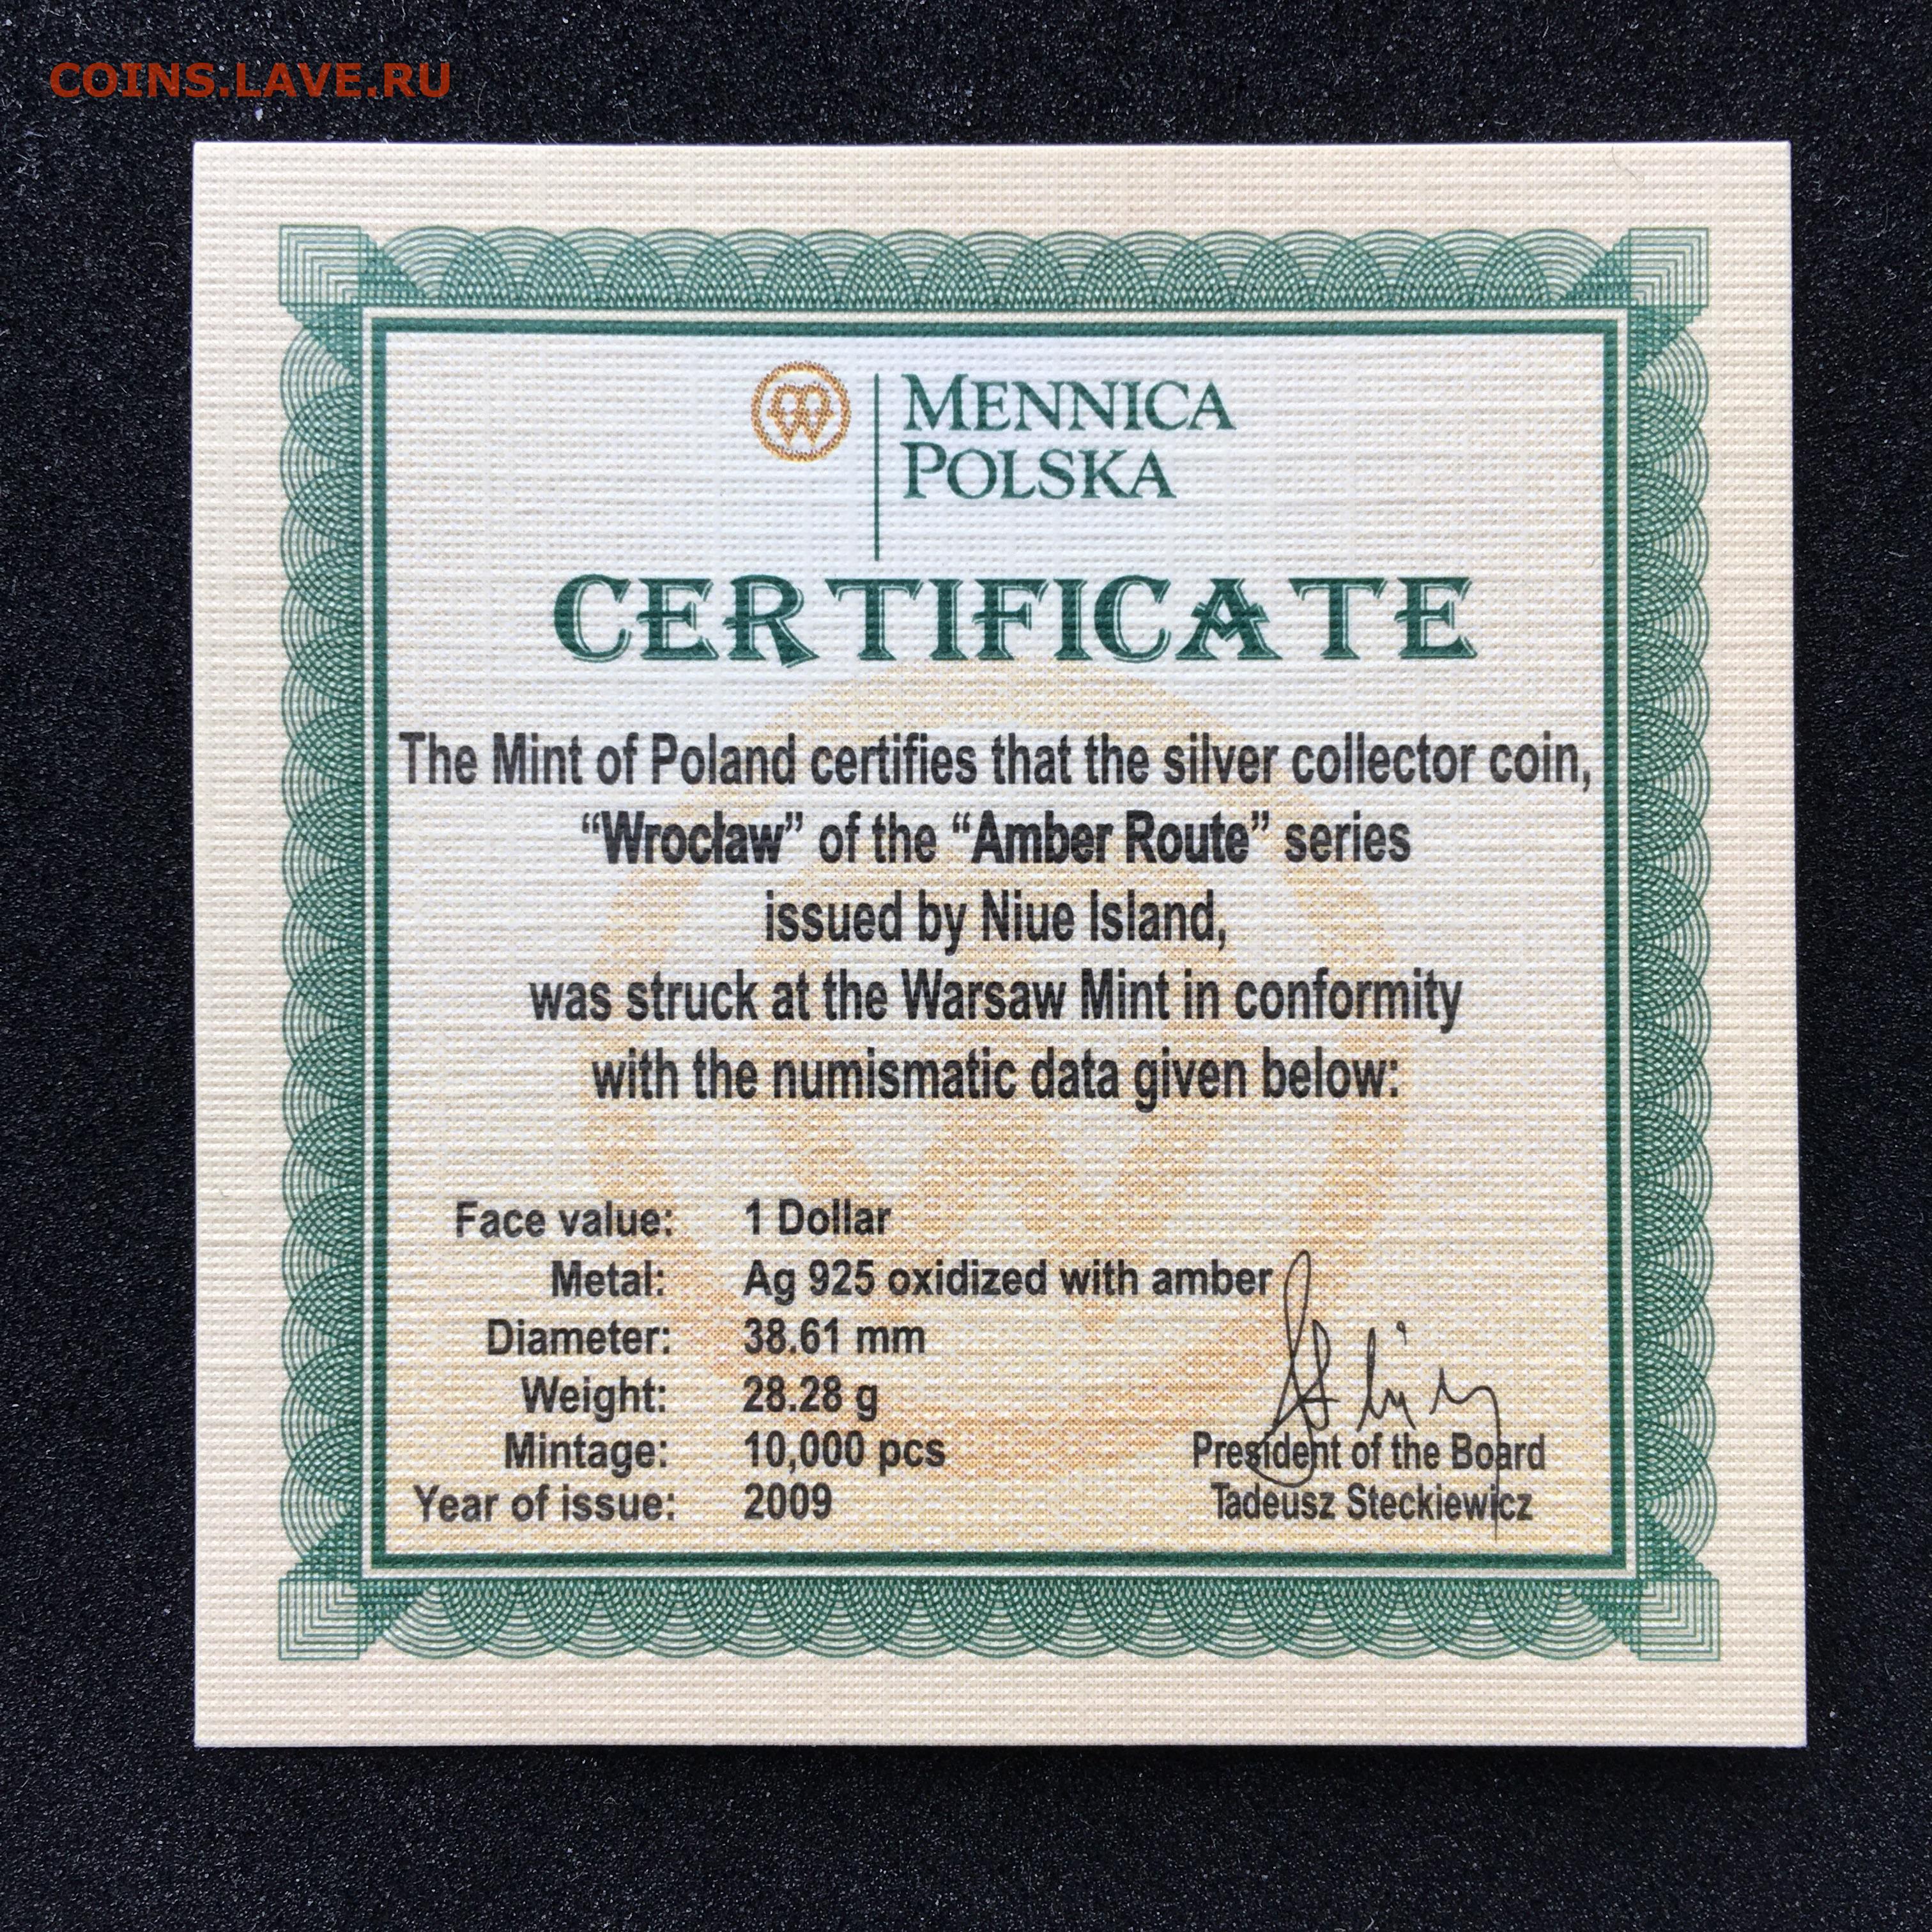 COINS.LAVE.RU
MENNICA
POLSKA
CERTIFICATE
The Mint of Poland certifies that the silver collector coin,
“Wrocław” of the “Amber Route” series
issued by Niue Island,
was struck at the Warsaw Mint in conformity
with the numismatic data given below:
Face value: 1 Dollar
Metal: Ag 925 oxidized with amber
Diameter: 38.61 mm
Weight: 28.28 g
Mintage: 10,000 pcs
Year of issue: 2009
President of the Board
Tadeusz Steckiewicz